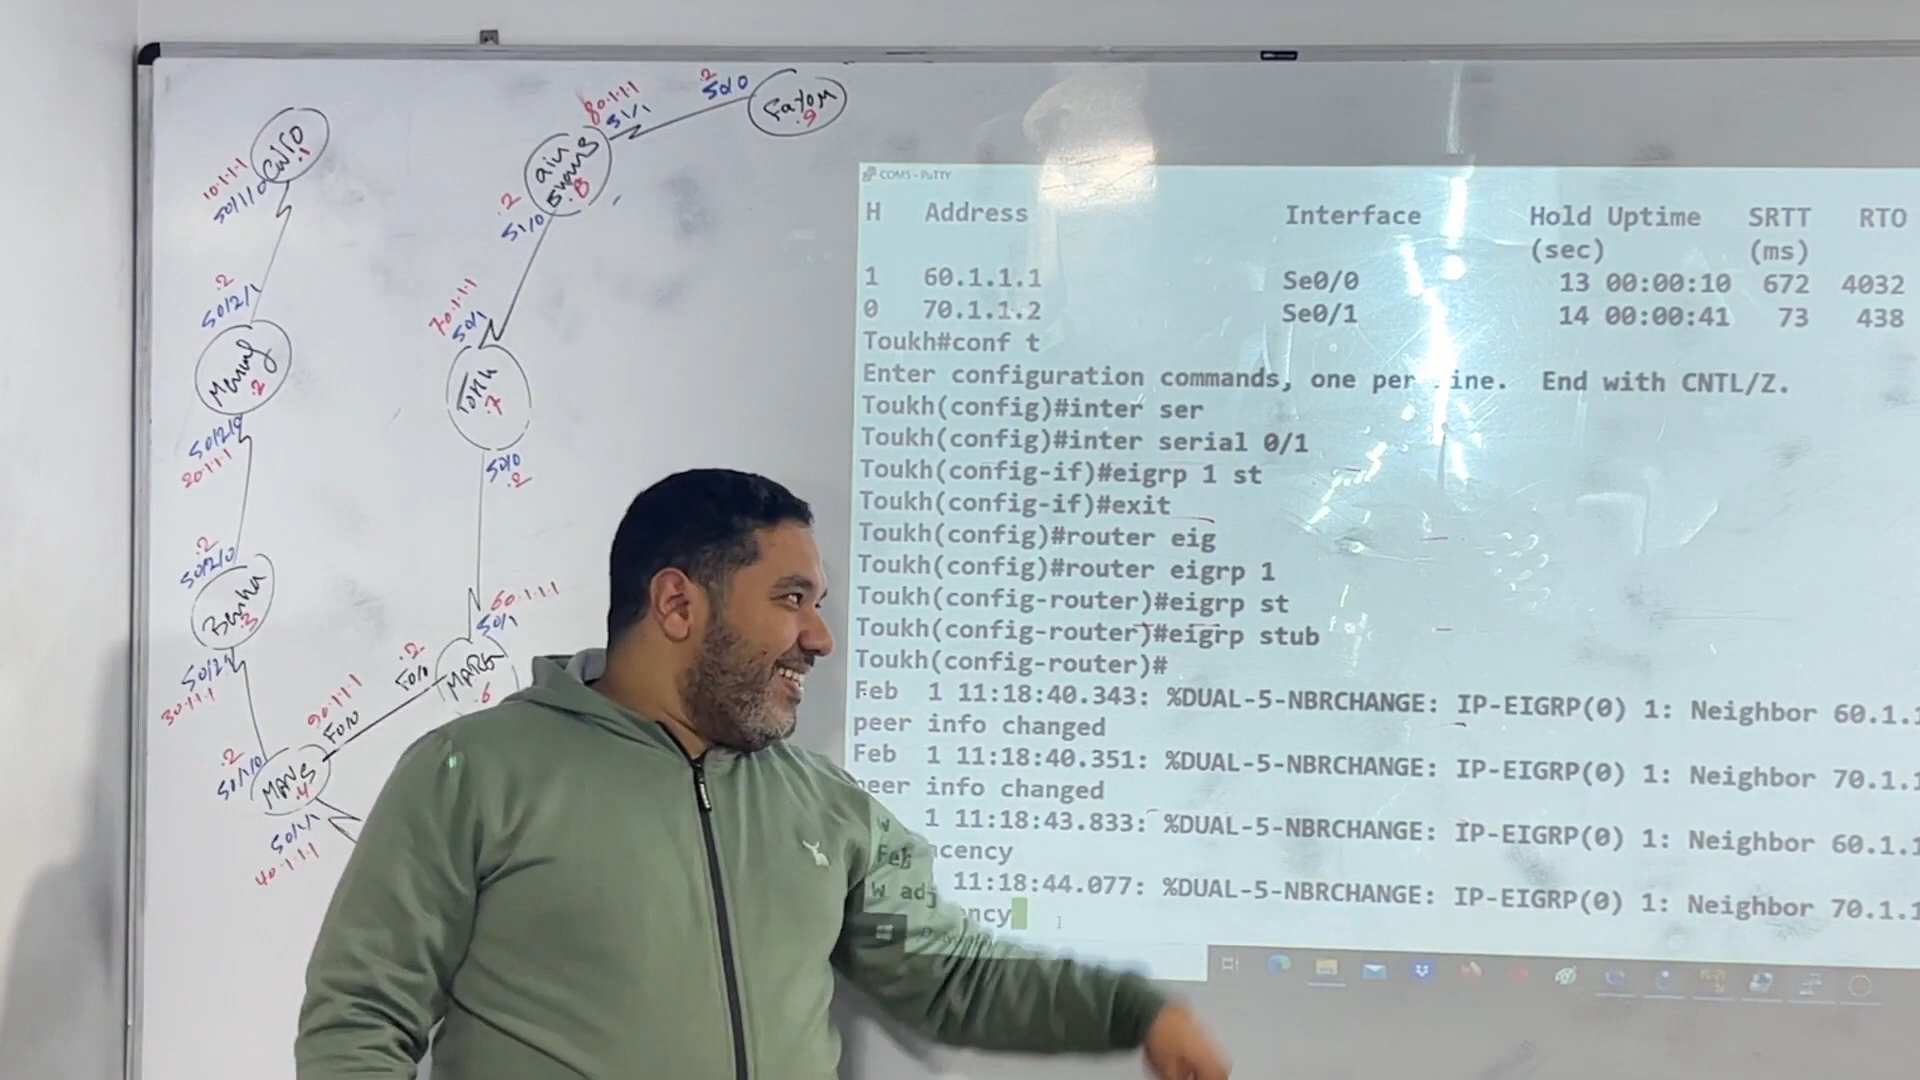 80.1.1.1
.2
S0/0
S1/1
Fayom
.9
Cairo
.1
10.1.1.1
S0/1/0
ain
shams
.8
.2
S1/0
.2
S0/2/1
Menuf
.2
70.1.1.1
S0/1
Tokh
.7
S0/2/0
20.1.1.1
S0/0
.2
.2
S0/2/0
Benha
.3
60.1.1.1
S0/1
S0/2/1
30.1.1.1
.2
F0/0
MARG
.6
90.1.1.1
F0/0
.2
S0/1/0
MANS
.4
S0/1/1
40.1.1.1
COM5 - PuTTY
H Address Interface Hold Uptime SRTT RTO
(sec) (ms)
1 60.1.1.1 Se0/0 13 00:00:10 672 4032
0 70.1.1.2 Se0/1 14 00:00:41 73 438
Toukh#conf t
Enter configuration commands, one per ine. End with CNTL/Z.
Toukh(config)#inter ser
Toukh(config)#inter serial 0/1
Toukh(config-if)#eigrp 1 st
Toukh(config-if)#exit
Toukh(config)#router eig
Toukh(config)#router eigrp 1
Toukh(config-router)#eigrp st
Toukh(config-router)#eigrp stub
Toukh(config-router)#
Feb 1 11:18:40.343: %DUAL-5-NBRCHANGE: IP-EIGRP(0) 1: Neighbor 60.1.1
peer info changed
Feb 1 11:18:40.351: %DUAL-5-NBRCHANGE: IP-EIGRP(0) 1: Neighbor 70.1.1
peer info changed
1 11:18:43.833: %DUAL-5-NBRCHANGE: IP-EIGRP(0) 1: Neighbor 60.1.1
w
ncency
Feb
11:18:44.077: %DUAL-5-NBRCHANGE: IP-EIGRP(0) 1: Neighbor 70.1.1
w adj
ncy